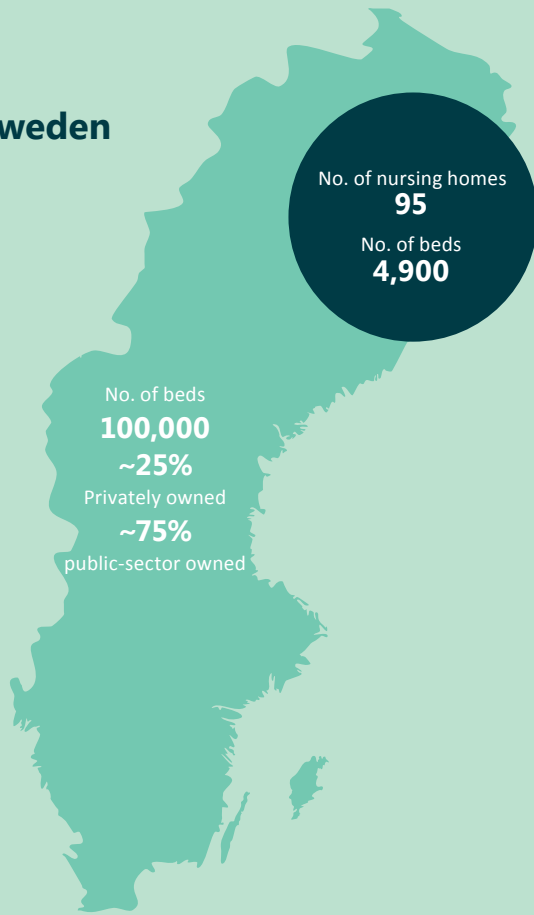 weden
No. of nursing homes
95
No. of beds
4,900
No. of beds
100,000
~25%
Privately owned
~75%
public-sector owned